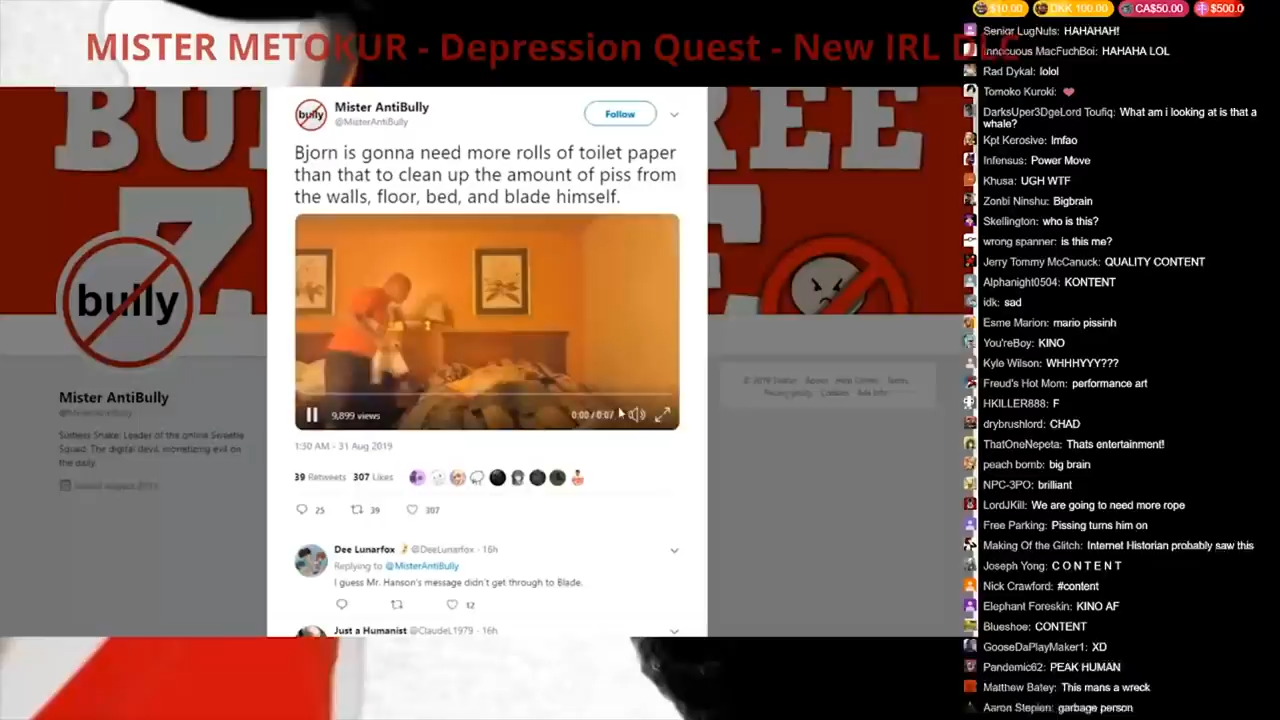 $10.00
DKK 100.00
CA$50.00
$500.0
MISTER METOKUR - Depression Quest - New IRL
Mister AntiBully
@MisterAntiBully
Follow
Bjorn is gonna need more rolls of toilet paper
than that to clean up the amount of piss from
the walls, floor, bed, and blade himself.
9,899 views
0:00 / 0:07
1:50 AM - 31 Aug 2019
39 Retweets 307 Likes
25
39
307
Dee Lunarfox @DeeLunarfox · 16h
Replying to @MisterAntiBully
I guess Mr. Hanson's message didn't get through to Blade.
12
Just a Humanist @ClaudeL1979 · 16h
bully
bully
Mister AntiBully
@MisterAntiBully
Squad. The digital devil, monetizing evil on
the daily.
Senior LugNuts: HAHAHAH!
Innocuous MacFuchBoi: HAHAHA LOL
Rad Dykal: lolol
Tomoko Kuroki: ❤
DarksUper3DgeLord Toufiq: What am i looking at is that a
whale?
Kpt Kerosive: lmfao
Infensus: Power Move
Khusa: UGH WTF
Zonbi Ninshu: Bigbrain
Skellington: who is this?
wrong spanner: is this me?
Jerry Tommy McCanuck: QUALITY CONTENT
Alphanight0504: KONTENT
idk: sad
Esme Marion: mario pissinh
You'reBoy: KINO
Kyle Wilson: WHHHYYY???
Freud's Hot Mom: performance art
HKILLER888: F
drybrushlord: CHAD
ThatOneNepeta: Thats entertainment!
peach bomb: big brain
NPC-3PO: brilliant
LordJKill: We are going to need more rope
Free Parking: Pissing turns him on
Making Of the Glitch: Internet Historian probably saw this
Joseph Yong: C O N T E N T
Nick Crawford: #content
Elephant Foreskin: KINO AF
Blueshoe: CONTENT
GooseDaPlayMaker1: XD
Pandemic62: PEAK HUMAN
Matthew Batey: This mans a wreck
Aaron Stepien: garbage person